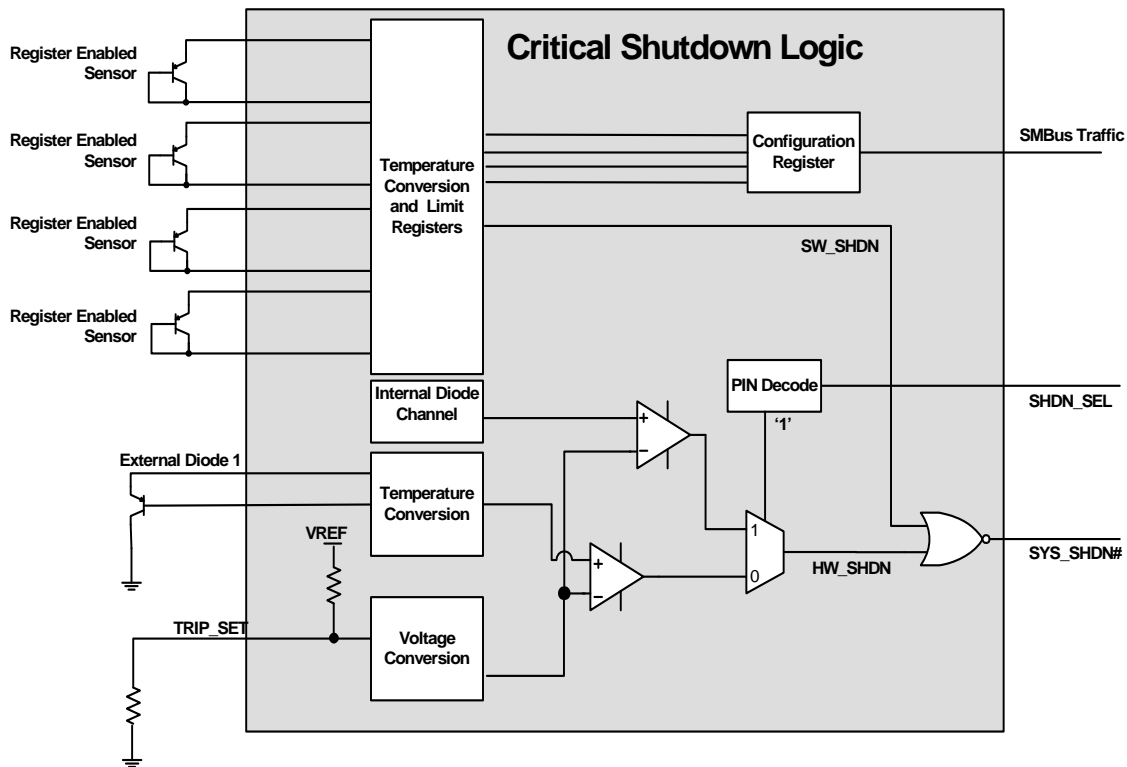 Critical Shutdown Logic
Register Enabled
Sensor
Register Enabled
Sensor
Register Enabled
Sensor
Register Enabled
Sensor
Temperature
Conversion
and Limit
Registers
Configuration
Register
SMBus Traffic
SW_SHDN
Internal Diode
Channel
PIN Decode
SHDN_SEL
'1'
+
−
External Diode 1
Temperature
Conversion
VREF
+
−
1
0
HW_SHDN
SYS_SHDN#
TRIP_SET
Voltage
Conversion